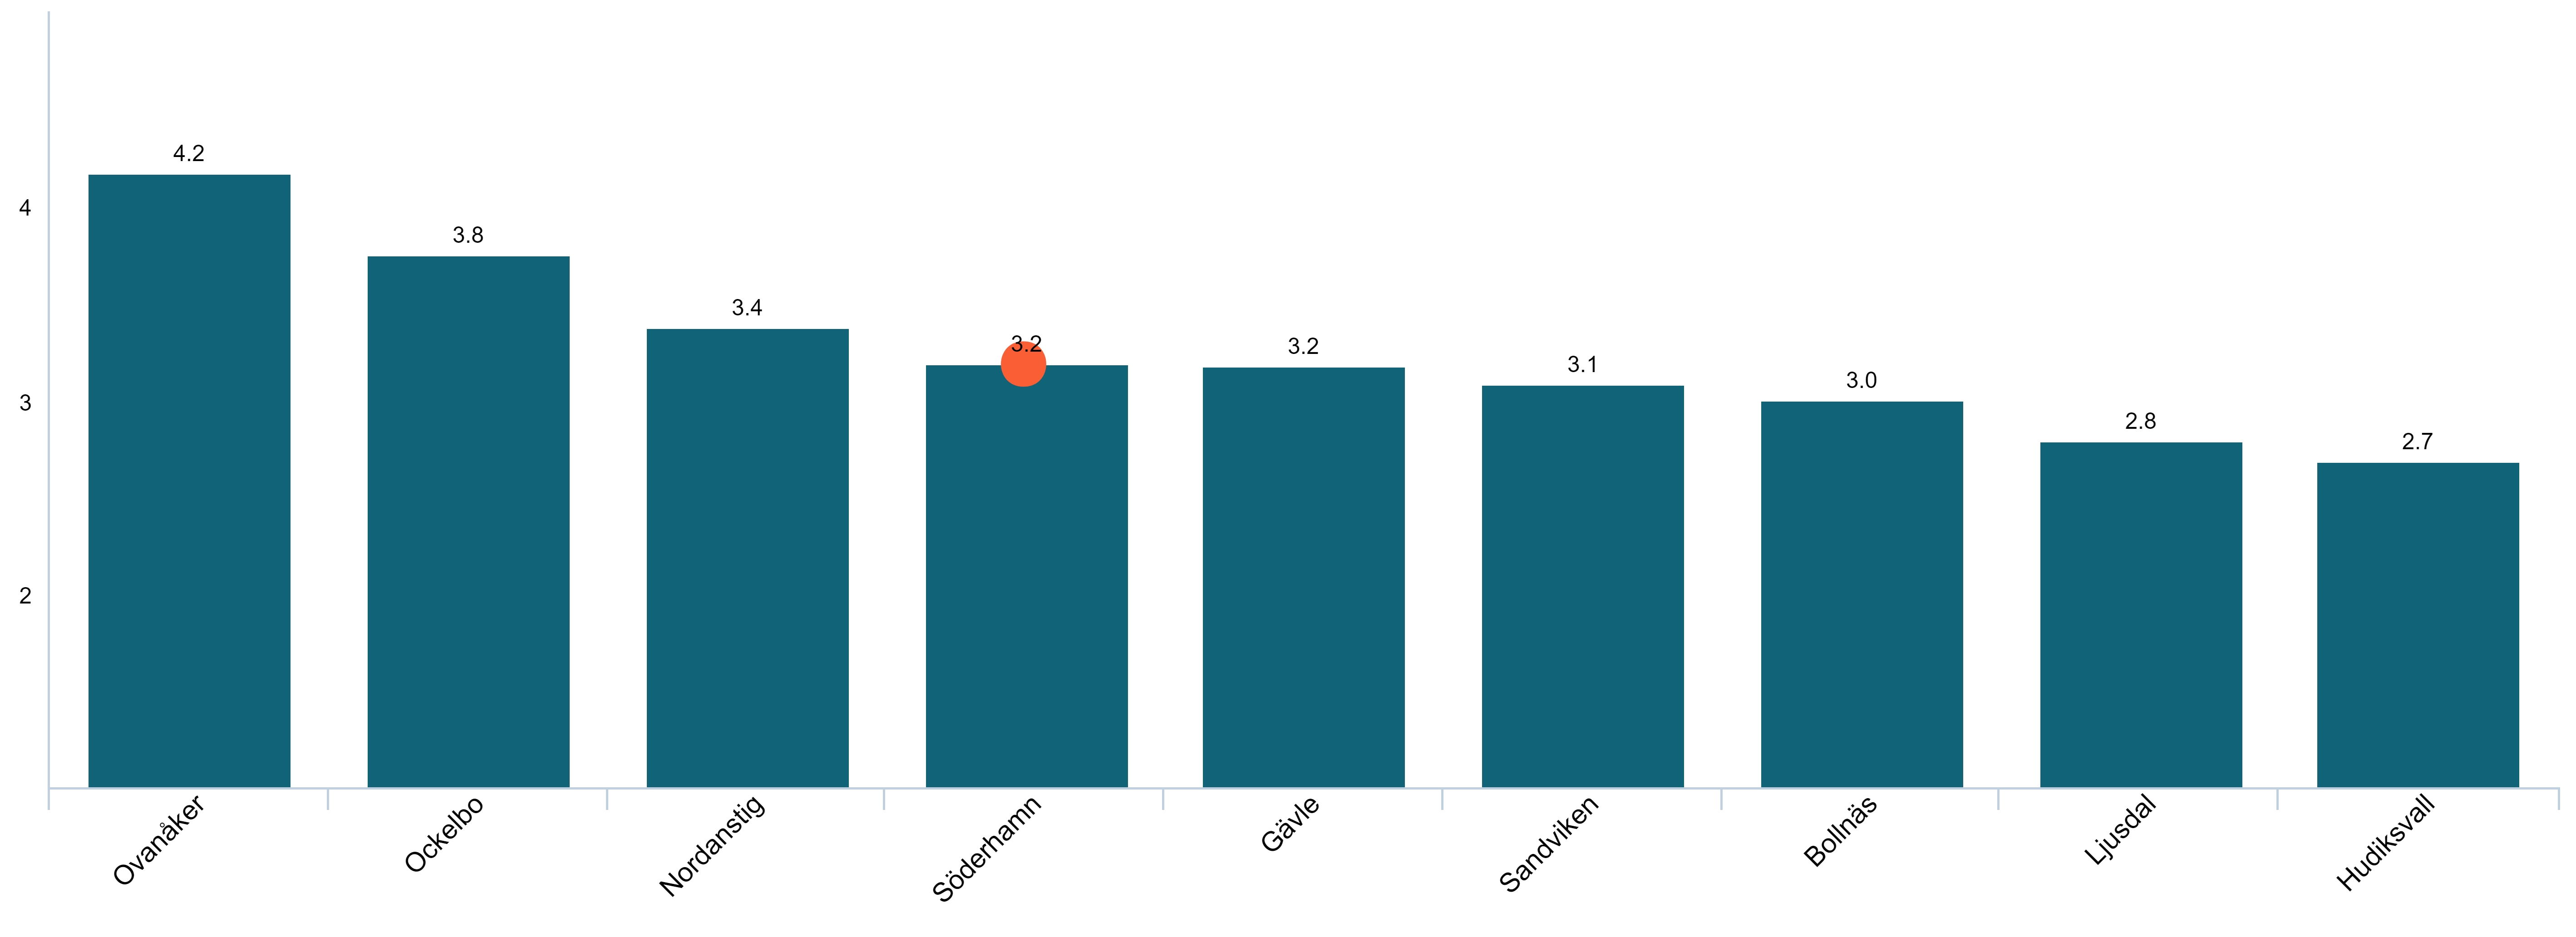 4.2
3.8
3.4
3.2
3.2
3.1
3.0
2.8
2.7
4
3
2
Ovanåker
Ockelbo
Nordanstig
Söderhamn
Gävle
Sandviken
Bollnäs
Ljusdal
Hudiksvall